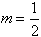 m = 1/2